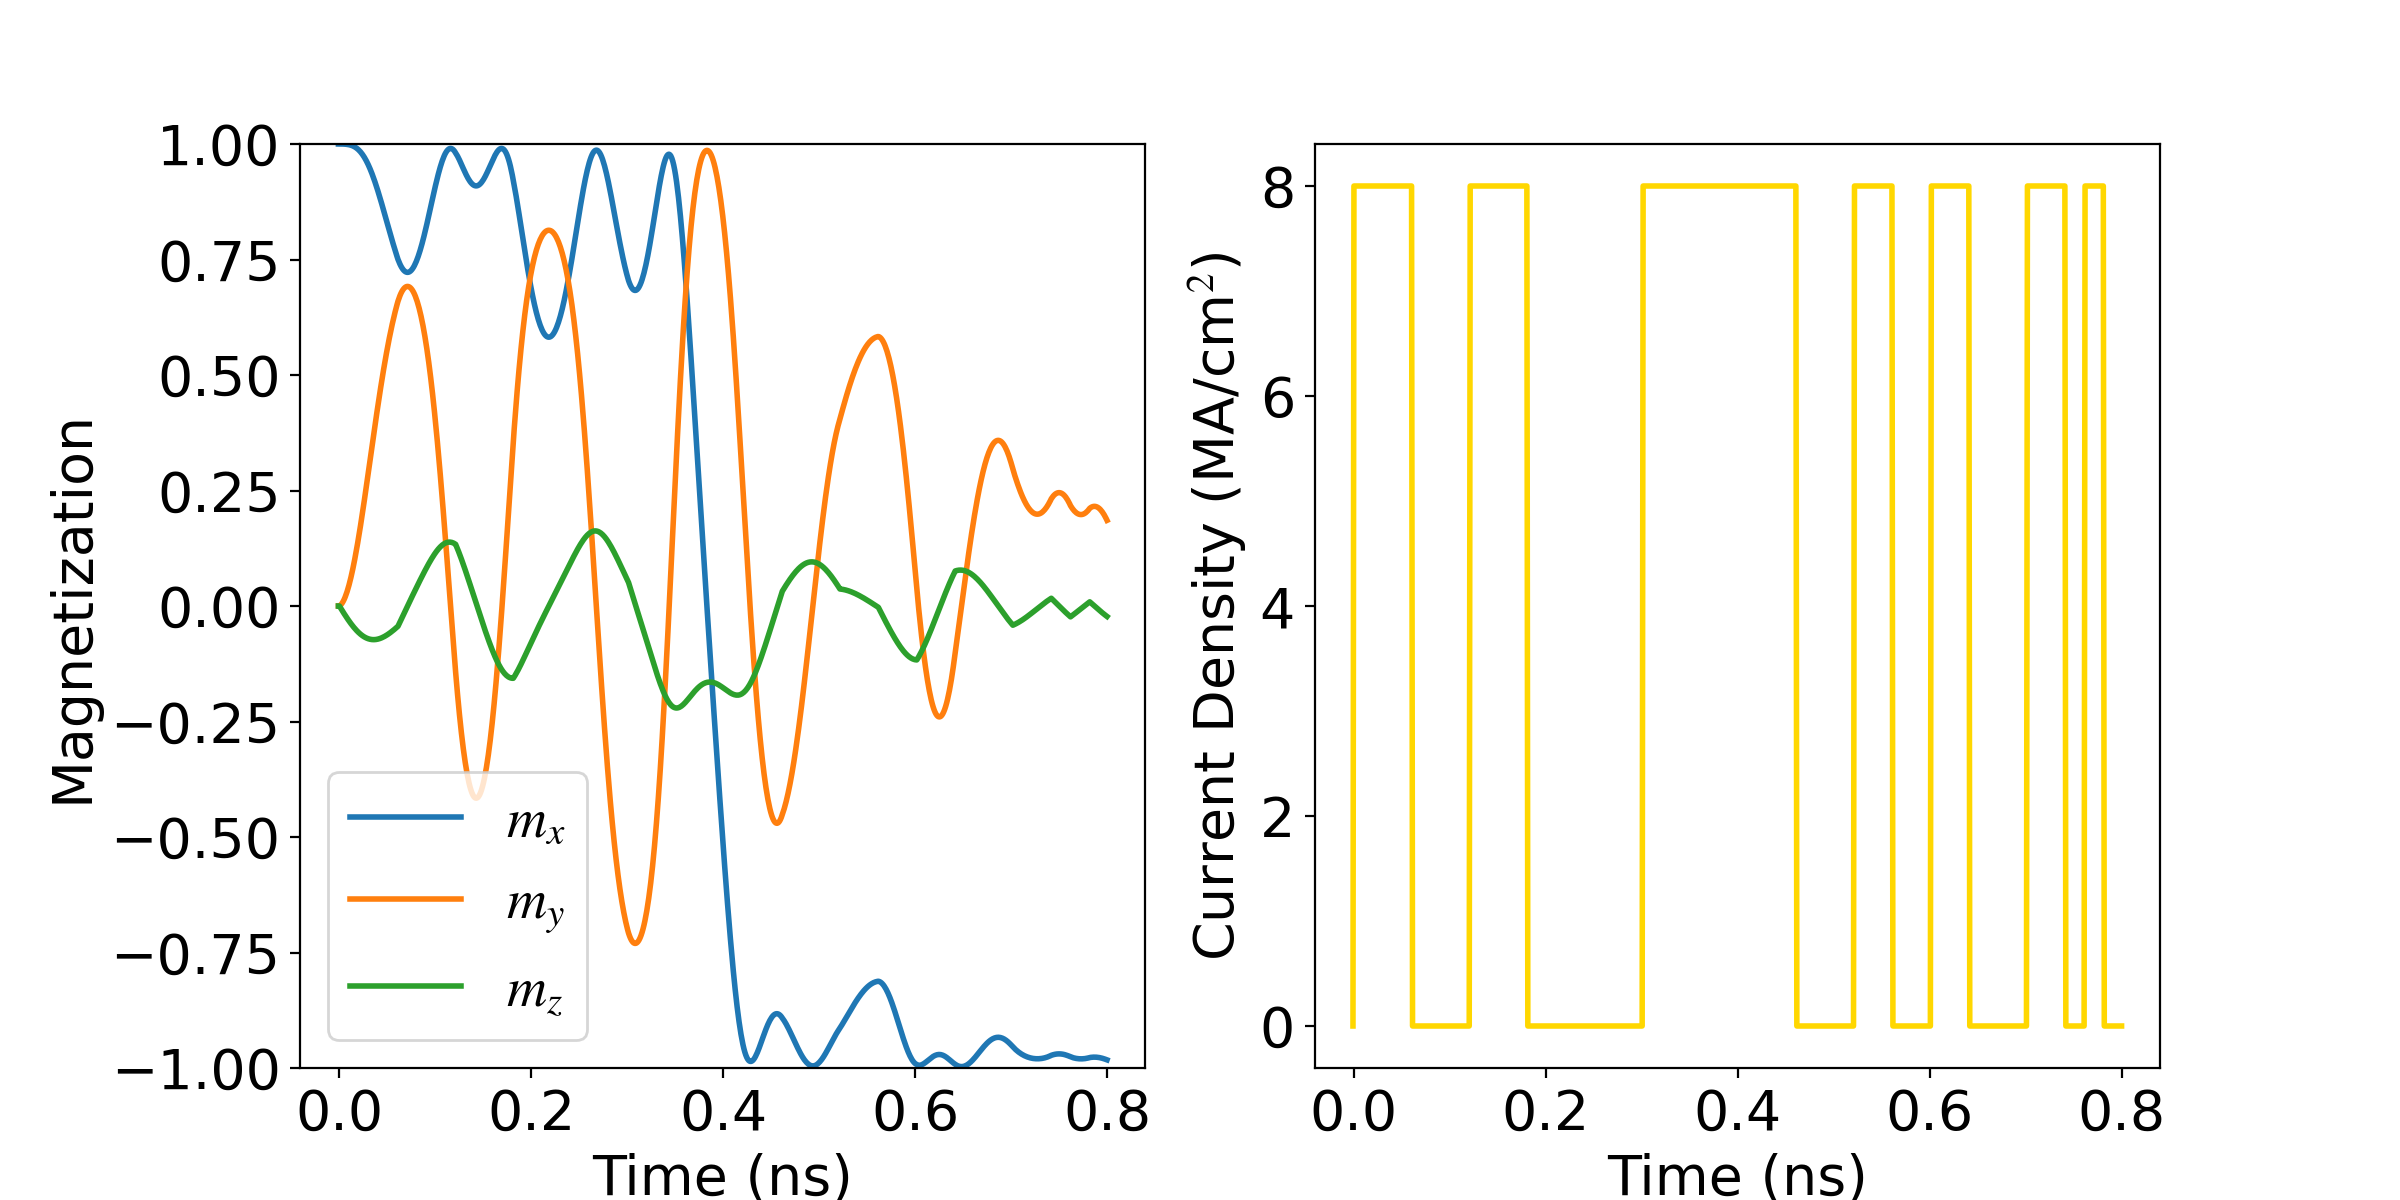 Magnetization
1.00
0.75
0.50
0.25
0.00
−0.25
−0.50
−0.75
−1.00
0.0 0.2 0.4 0.6 0.8
Time (ns)
m_x
m_y
m_z
Current Density (MA/cm²)
8
6
4
2
0
0.0 0.2 0.4 0.6 0.8
Time (ns)